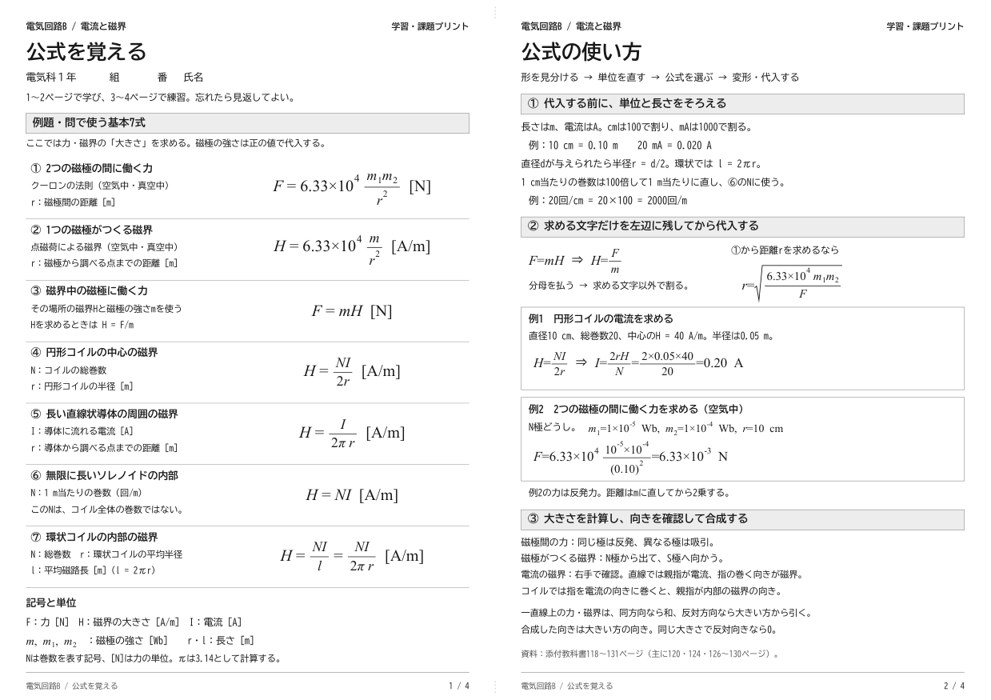 電気回路B / 電流と磁界
学習・課題プリント
公式を覚える
電気科1年　　　組　　　番　氏名
1〜2ページで学び、3〜4ページで練習。忘れたら見返してよい。
例題・問で使う基本7式
ここでは力・磁界の「大きさ」を求める。磁極の強さは正の値で代入する。
① 2つの磁極の間に働く力
クーロンの法則（空気中・真空中）
r：磁極間の距離 [m]
F = 6.33×10^4 m₁m₂/r² [N]
② 1つの磁極がつくる磁界
点磁荷による磁界（空気中・真空中）
r：磁極から調べる点までの距離 [m]
H = 6.33×10^4 m/r² [A/m]
③ 磁界中の磁極に働く力
その場所の磁界Hと磁極の強さmを使う
Hを求めるときは H = F/m
F = mH [N]
④ 円形コイルの中心の磁界
N：コイルの総巻数
r：円形コイルの半径 [m]
H = NI/2r [A/m]
⑤ 長い直線状導体の周囲の磁界
I：導体に流れる電流 [A]
r：導体から調べる点までの距離 [m]
H = I/2π r [A/m]
⑥ 無限に長いソレノイドの内部
N：1 m当たりの巻数（回/m）
このNは、コイル全体の巻数ではない。
H = NI [A/m]
⑦ 環状コイルの内部の磁界
N：総巻数　r：環状コイルの平均半径
l：平均磁路長 [m]（l = 2πr）
H = NI/l = NI/2π r [A/m]
記号と単位
F：力 [N]　H：磁界の大きさ [A/m]　I：電流 [A]
m, m₁, m₂　：磁極の強さ [Wb]　　r・l：長さ [m]
Nは巻数を表す記号、[N]は力の単位。πは3.14として計算する。
電気回路B / 公式を覚える
1 / 4
電気回路B / 電流と磁界
学習・課題プリント
公式の使い方
形を見分ける → 単位を直す → 公式を選ぶ → 変形・代入する
① 代入する前に、単位と長さをそろえる
長さはm、電流はA。cmは100で割り、mAは1000で割る。
例：10 cm = 0.10 m　　20 mA = 0.020 A
直径dが与えられたら半径r = d/2。環状では l = 2πr。
1 cm当たりの巻数は100倍して1 m当たりに直し、⑥のNに使う。
例：20回/cm = 20×100 = 2000回/m
② 求める文字だけを左辺に残してから代入する
F=mH ⇒ H=F/m
分母を払う → 求める文字以外で割る。
①から距離rを求めるなら
r=√(6.33×10^4 m₁m₂/F)
例1　円形コイルの電流を求める
直径10 cm、総巻数20、中心のH = 40 A/m。半径は0.05 m。
H=NI/2r ⇒ I=2rH/N=2×0.05×40/20=0.20 A
例2　2つの磁極の間に働く力を求める（空気中）
N極どうし。　m₁=1×10⁻⁵ Wb, m₂=1×10⁻⁴ Wb, r=10 cm
F=6.33×10^4 10⁻⁵×10⁻⁴/(0.10)²=6.33×10⁻³ N
例2の力は反発力。距離はmに直してから2乗する。
③ 大きさを計算し、向きを確認して合成する
磁極間の力：同じ極は反発、異なる極は吸引。
磁極がつくる磁界：N極から出て、S極へ向かう。
電流の磁界：右手で確認。直線では親指が電流、指の巻く向きが磁界。
コイルでは指を電流の向きに巻くと、親指が内部の磁界の向き。
一直線上の力・磁界は、同方向なら和、反対方向なら大きい方から引く。
合成した向きは大きい方の向き。同じ大きさで反対向きなら0。
資料：添付教科書118〜131ページ（主に120・124・126〜130ページ）。
電気回路B / 公式を覚える
2 / 4